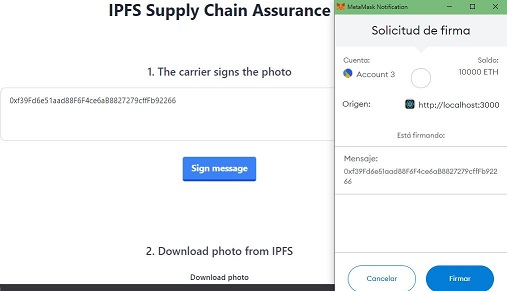 IPFS Supply Chain Assurance
1. The carrier signs the photo
0xf39Fd6e51aad88F6F4ce6aB8827279cffFb92266
Sign message
2. Download photo from IPFS
Download photo
MetaMask Notification
Solicitud de firma
Cuenta:
Saldo:
Account 3
10000 ETH
Origen:
http://localhost:3000
Está firmando:
Mensaje:
0xf39Fd6e51aad88F6F4ce6aB8827279cffFb922
66
Cancelar
Firmar